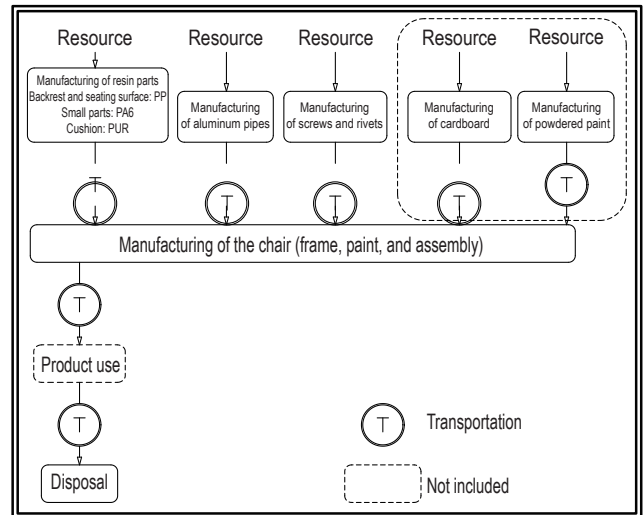 Resource Resource Resource Resource Resource
Manufacturing of resin parts
Backrest and seating surface: PP
Small parts: PA6
Cushion: PUR
Manufacturing
of aluminum pipes
Manufacturing
of screws and rivets
Manufacturing
of cardboard
Manufacturing
of powdered paint
T T T T T
Manufacturing of the chair (frame, paint, and assembly)
T
Product use
T
Disposal
T Transportation
Not included